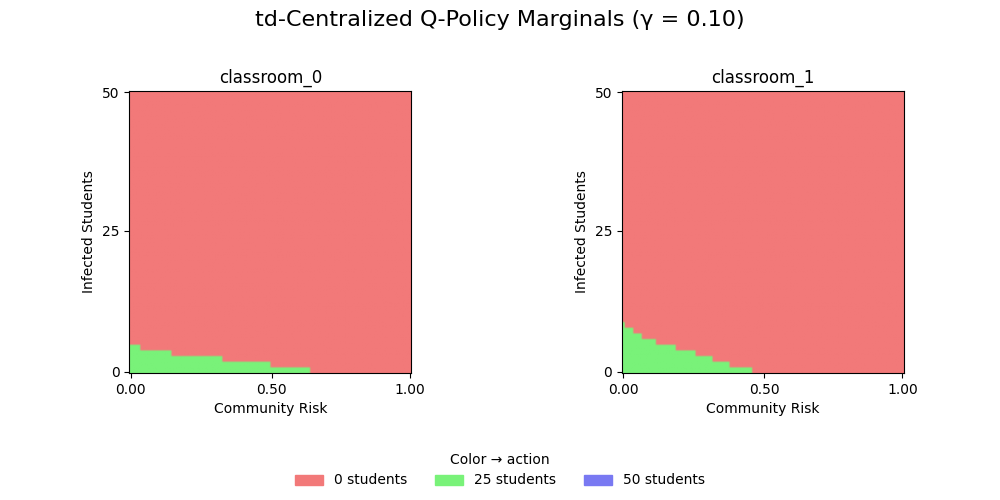 td-Centralized Q-Policy Marginals (γ = 0.10)
classroom_0
classroom_1
50
25
0
Infected Students
0.00 0.50 1.00
Community Risk
50
25
0
Infected Students
0.00 0.50 1.00
Community Risk
Color → action
0 students 25 students 50 students